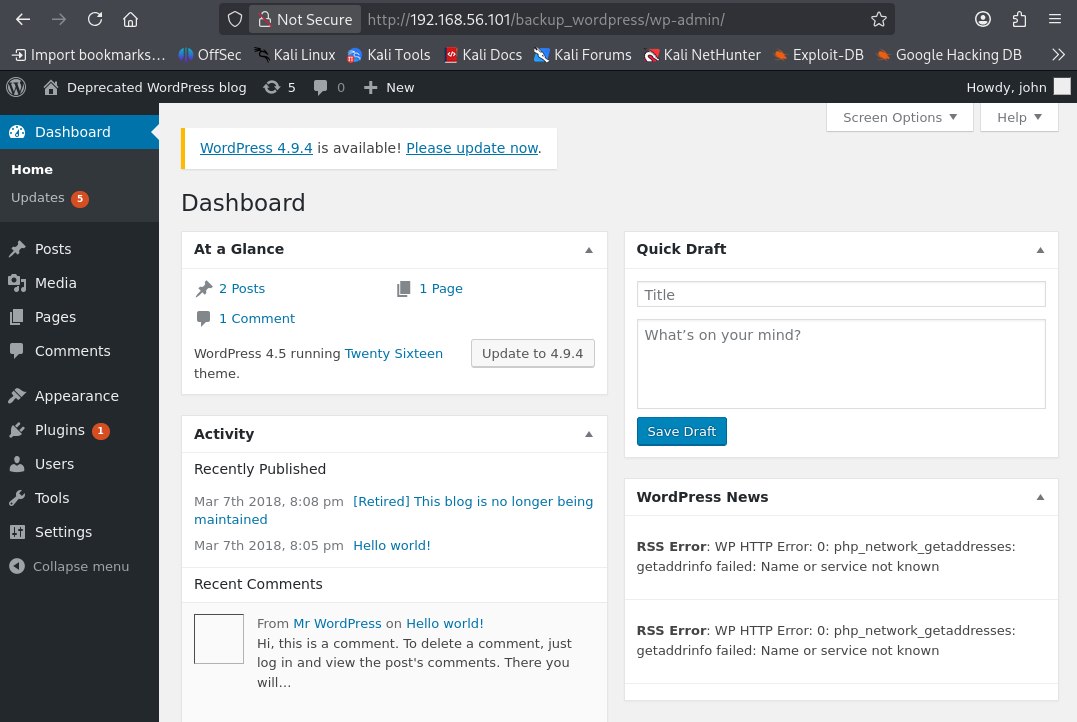 Not Secure http://192.168.56.101/backup_wordpress/wp-admin/
Import bookmarks... OffSec Kali Linux Kali Tools Kali Docs Kali Forums Kali NetHunter Exploit-DB Google Hacking DB
Deprecated WordPress blog 5 0 New Howdy, john
Screen Options Help
Dashboard
Home
Updates 5
Posts
Media
Pages
Comments
Appearance
Plugins 1
Users
Tools
Settings
Collapse menu
WordPress 4.9.4 is available! Please update now.
Dashboard
At a Glance
2 Posts 1 Page
1 Comment
WordPress 4.5 running Twenty Sixteen
theme.
Update to 4.9.4
Activity
Recently Published
Mar 7th 2018, 8:08 pm [Retired] This blog is no longer being
maintained
Mar 7th 2018, 8:05 pm Hello world!
Recent Comments
From Mr WordPress on Hello world!
Hi, this is a comment. To delete a comment, just
log in and view the post's comments. There you
will…
Quick Draft
Title
What's on your mind?
Save Draft
WordPress News
RSS Error: WP HTTP Error: 0: php_network_getaddresses:
getaddrinfo failed: Name or service not known
RSS Error: WP HTTP Error: 0: php_network_getaddresses:
getaddrinfo failed: Name or service not known